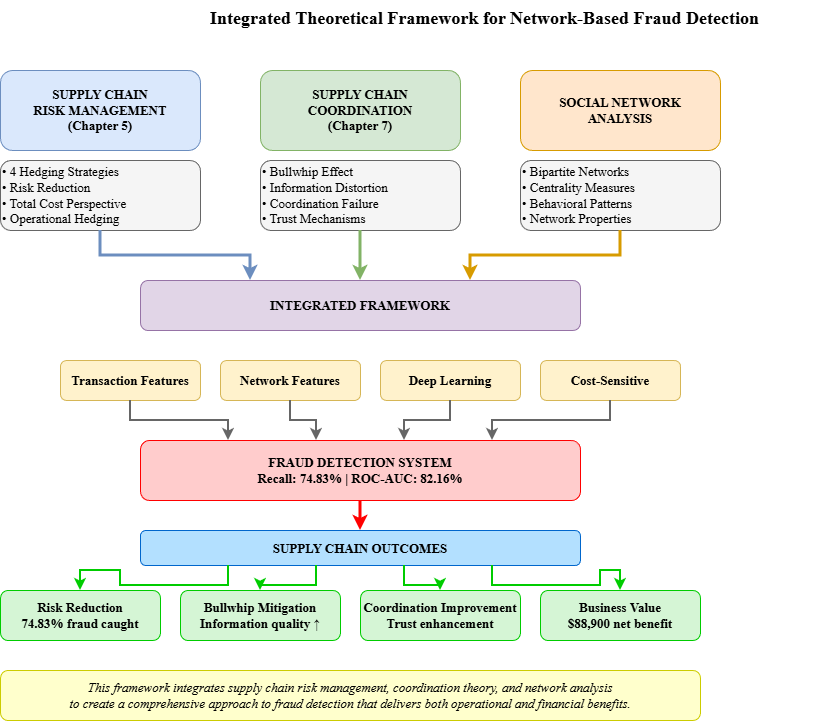 Integrated Theoretical Framework for Network-Based Fraud Detection
SUPPLY CHAIN
RISK MANAGEMENT
(Chapter 5)
SUPPLY CHAIN
COORDINATION
(Chapter 7)
SOCIAL NETWORK
ANALYSIS
• 4 Hedging Strategies
• Risk Reduction
• Total Cost Perspective
• Operational Hedging
• Bullwhip Effect
• Information Distortion
• Coordination Failure
• Trust Mechanisms
• Bipartite Networks
• Centrality Measures
• Behavioral Patterns
• Network Properties
INTEGRATED FRAMEWORK
Transaction Features
Network Features
Deep Learning
Cost-Sensitive
FRAUD DETECTION SYSTEM
Recall: 74.83% | ROC-AUC: 82.16%
SUPPLY CHAIN OUTCOMES
Risk Reduction
74.83% fraud caught
Bullwhip Mitigation
Information quality ↑
Coordination Improvement
Trust enhancement
Business Value
$88,900 net benefit
This framework integrates supply chain risk management, coordination theory, and network analysis
to create a comprehensive approach to fraud detection that delivers both operational and financial benefits.